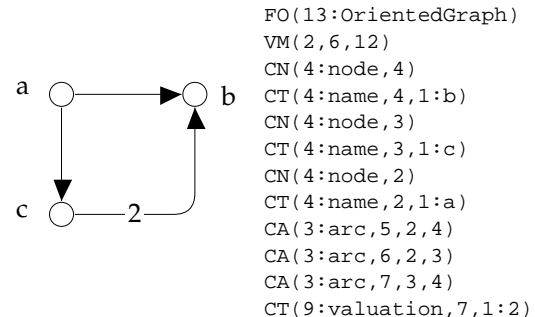 a
b
c
2
FO(13:OrientedGraph)
VM(2,6,12)
CN(4:node,4)
CT(4:name,4,1:b)
CN(4:node,3)
CT(4:name,3,1:c)
CN(4:node,2)
CT(4:name,2,1:a)
CA(3:arc,5,2,4)
CA(3:arc,6,2,3)
CA(3:arc,7,3,4)
CT(9:valuation,7,1:2)